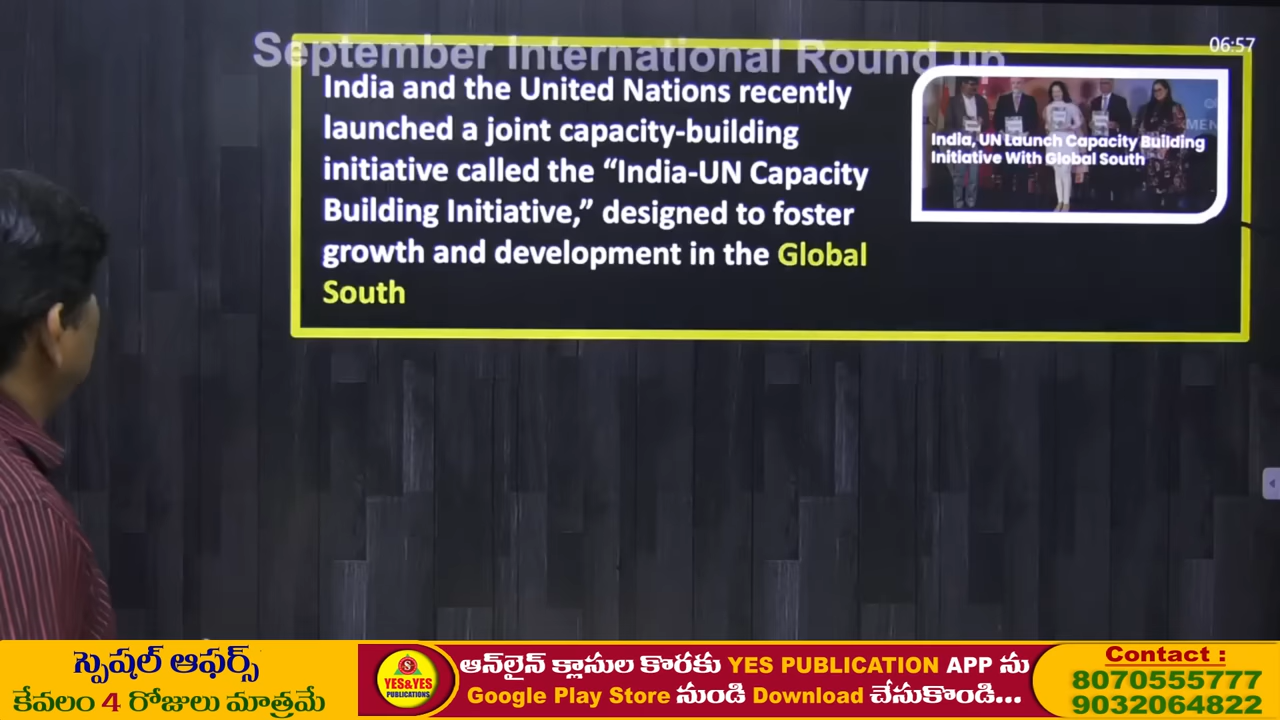 September International Round up
06:57
India and the United Nations recently
launched a joint capacity-building
initiative called the “India-UN Capacity
Building Initiative,” designed to foster
growth and development in the Global
South
India, UN Launch Capacity Building
Initiative With Global South
స్పెషల్ ఆఫర్స్
కేవలం 4 రోజులు మాత్రమే
S
YES&YES
PUBLICATIONS
ఆన్‌లైన్ క్లాసుల కొరకు YES PUBLICATION APP ను
Google Play Store నుండి Download చేసుకొండి...
Contact :
8070555777
9032064822